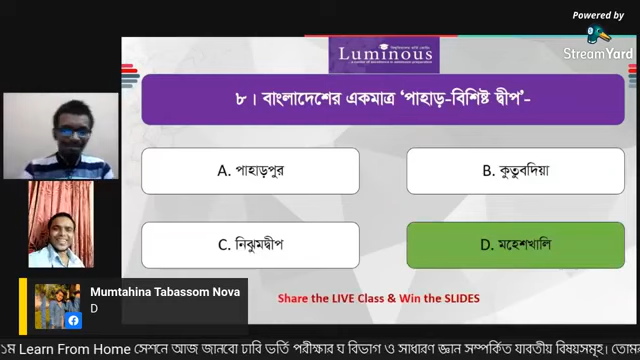 Powered by
StreamYard
Luminous
৮। বাংলাদেশের একমাত্র ‘পাহাড়-বিশিষ্ট দ্বীপ’-
A. পাহাড়পুর
B. কুতুবদিয়া
C. নিঝুমদ্বীপ
D. মহেশখালি
Mumtahina Tabassom Nova
D
Share the LIVE Class & Win the SLIDES
১ম Learn From Home সেশনে আজ জানবো ঢাবি ভর্তি পরীক্ষার ঘ বিভাগ ও সাধারণ জ্ঞান সম্পর্কিত যাবতীয় বিষয়সমূহ। তোমর